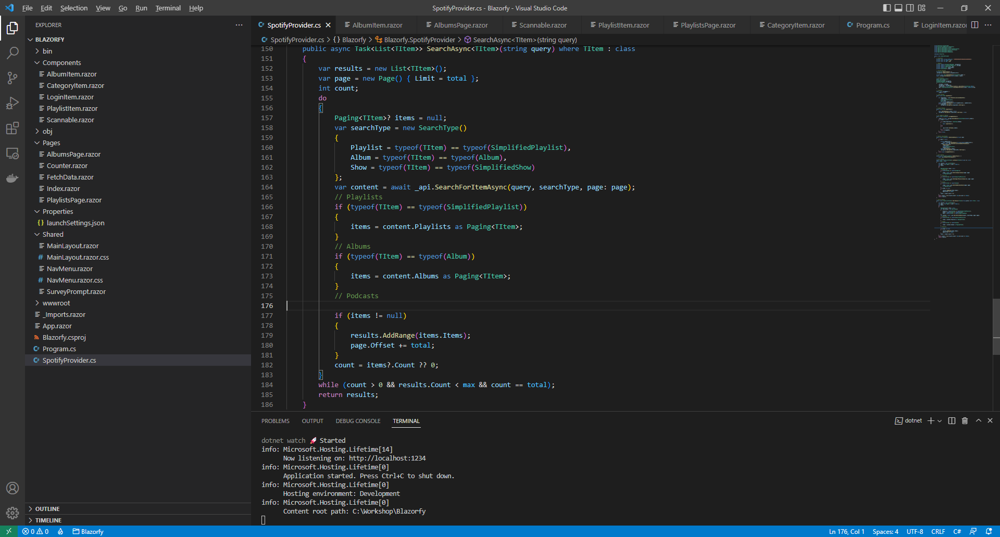 File Edit Selection View Go Run Terminal Help
SpotifyProvider.cs - Blazorfy - Visual Studio Code
EXPLORER
BLAZORFY
bin
Components
AlbumItem.razor
CategoryItem.razor
LoginItem.razor
PlaylistItem.razor
Scannable.razor
obj
Pages
AlbumsPage.razor
Counter.razor
FetchData.razor
Index.razor
PlaylistsPage.razor
Properties
launchSettings.json
Shared
MainLayout.razor
MainLayout.razor.css
NavMenu.razor
NavMenu.razor.css
SurveyPrompt.razor
wwwroot
_Imports.razor
App.razor
Blazorfy.csproj
Program.cs
SpotifyProvider.cs
OUTLINE
TIMELINE
SpotifyProvider.cs AlbumItem.razor AlbumsPage.razor Scannable.razor PlaylistItem.razor PlaylistsPage.razor CategoryItem.razor Program.cs LoginItem.razor
SpotifyProvider.cs > {} Blazorfy > Blazorfy.SpotifyProvider > SearchAsync<TItem>(string query)
150 public async Task<List<TItem>> SearchAsync<TItem>(string query) where TItem : class
151 {
152 var results = new List<TItem>();
153 var page = new Page() { Limit = total };
154 int count;
155 do
156 {
157 Paging<TItem>? items = null;
158 var searchType = new SearchType()
159 {
160 Playlist = typeof(TItem) == typeof(SimplifiedPlaylist),
161 Album = typeof(TItem) == typeof(Album),
162 Show = typeof(TItem) == typeof(SimplifiedShow)
163 };
164 var content = await _api.SearchForItemAsync(query, searchType, page: page);
165 // Playlists
166 if (typeof(TItem) == typeof(SimplifiedPlaylist))
167 {
168 items = content.Playlists as Paging<TItem>;
169 }
170 // Albums
171 if (typeof(TItem) == typeof(Album))
172 {
173 items = content.Albums as Paging<TItem>;
174 }
175 // Podcasts
176
177 if (items != null)
178 {
179 results.AddRange(items.Items);
180 page.Offset += total;
181 }
182 count = items?.Count ?? 0;
183 }
184 while (count > 0 && results.Count < max && count == total);
185 return results;
186 }
PROBLEMS OUTPUT DEBUG CONSOLE TERMINAL
dotnet
dotnet watch 🚀 Started
info: Microsoft.Hosting.Lifetime[14]
Now listening on: http://localhost:1234
info: Microsoft.Hosting.Lifetime[0]
Application started. Press Ctrl+C to shut down.
info: Microsoft.Hosting.Lifetime[0]
Hosting environment: Development
info: Microsoft.Hosting.Lifetime[0]
Content root path: C:\Workshop\Blazorfy
0 0 Blazorfy
Ln 176, Col 1 Spaces: 4 UTF-8 CRLF C#